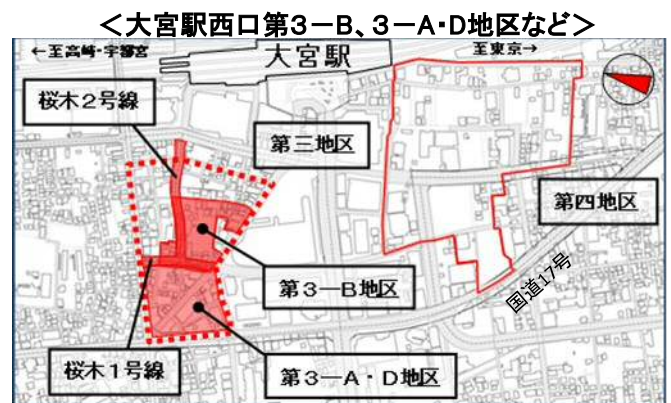 ＜大宮駅西口第３－Ｂ、３－Ａ・Ｄ地区など＞
←至高崎・宇都宮
大宮駅
至東京→
桜木２号線
第三地区
第四地区
第３－Ｂ地区
国道17号
桜木１号線
第３－Ａ・Ｄ地区